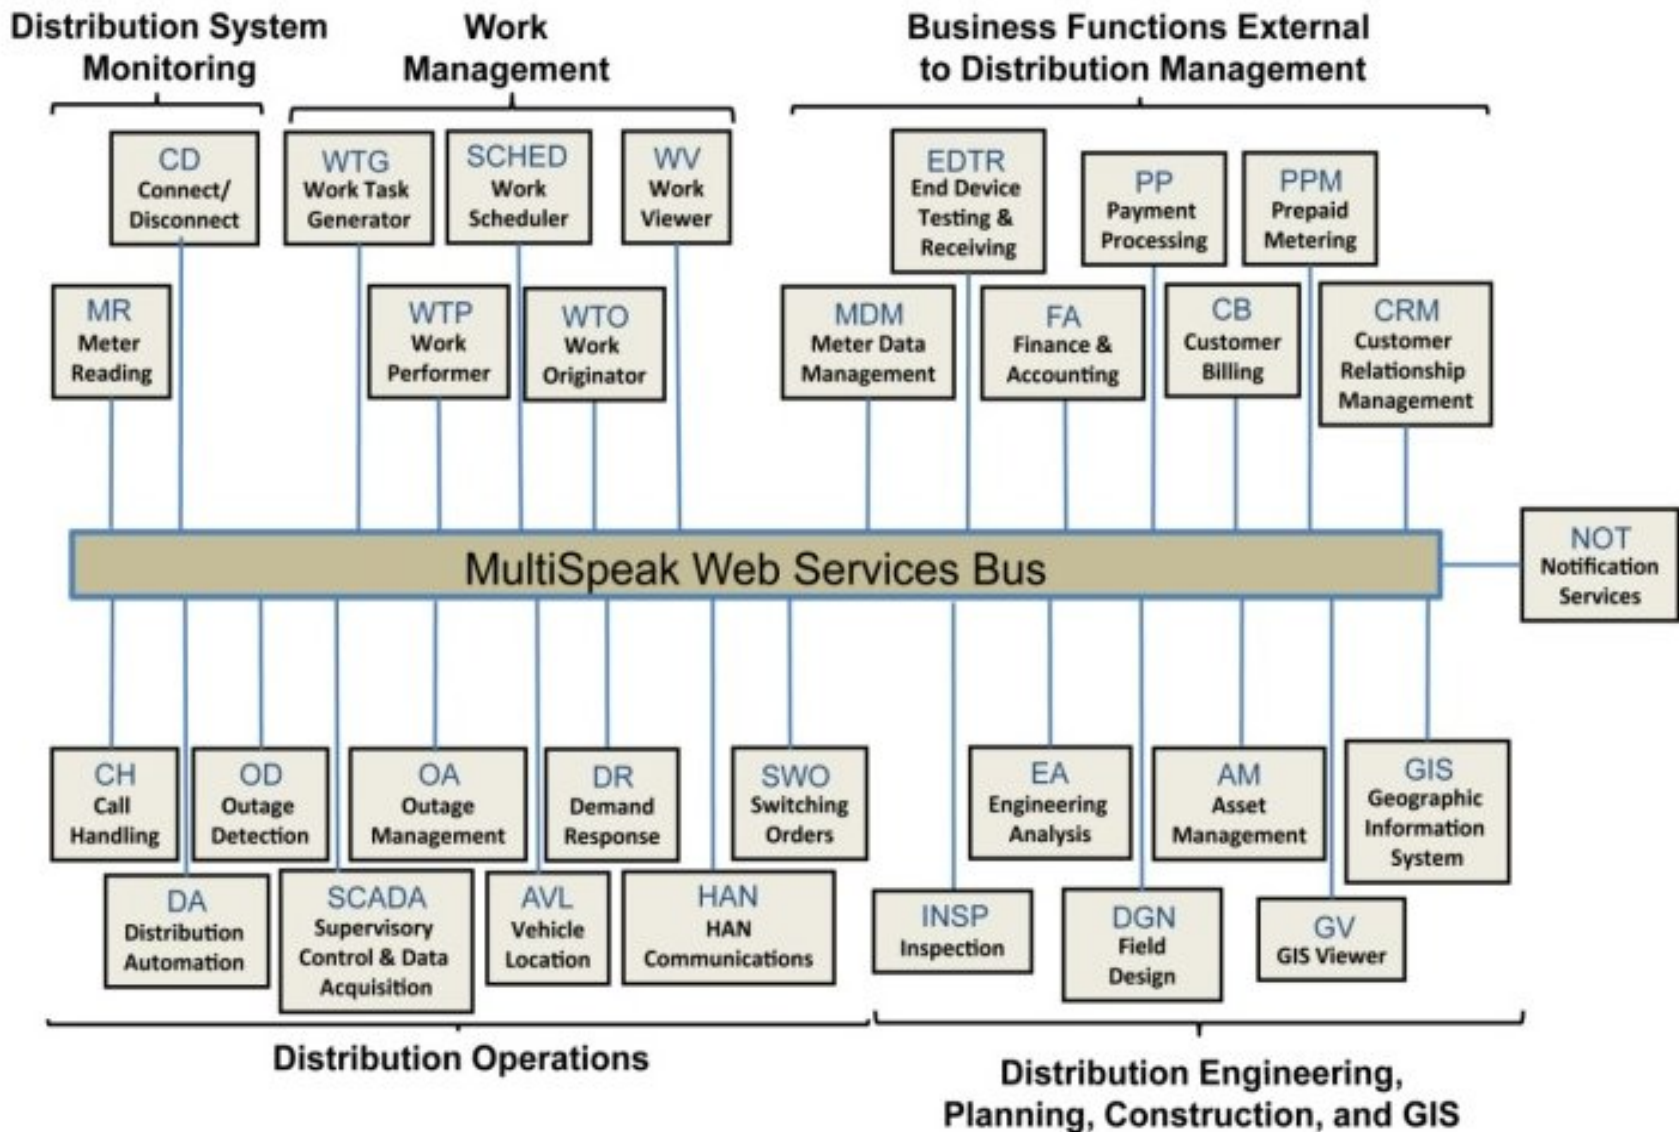 Distribution System
Monitoring
Work
Management
Business Functions External
to Distribution Management
CD
Connect/
Disconnect
WTG
Work Task
Generator
SCHED
Work
Scheduler
WV
Work
Viewer
EDTR
End Device
Testing &
Receiving
PP
Payment
Processing
PPM
Prepaid
Metering
MR
Meter
Reading
WTP
Work
Performer
WTO
Work
Originator
MDM
Meter Data
Management
FA
Finance &
Accounting
CB
Customer
Billing
CRM
Customer
Relationship
Management
MultiSpeak Web Services Bus
NOT
Notification
Services
CH
Call
Handling
OD
Outage
Detection
OA
Outage
Management
DR
Demand
Response
SWO
Switching
Orders
EA
Engineering
Analysis
AM
Asset
Management
GIS
Geographic
Information
System
DA
Distribution
Automation
SCADA
Supervisory
Control & Data
Acquisition
AVL
Vehicle
Location
HAN
HAN
Communications
INSP
Inspection
DGN
Field
Design
GV
GIS Viewer
Distribution Operations
Distribution Engineering,
Planning, Construction, and GIS